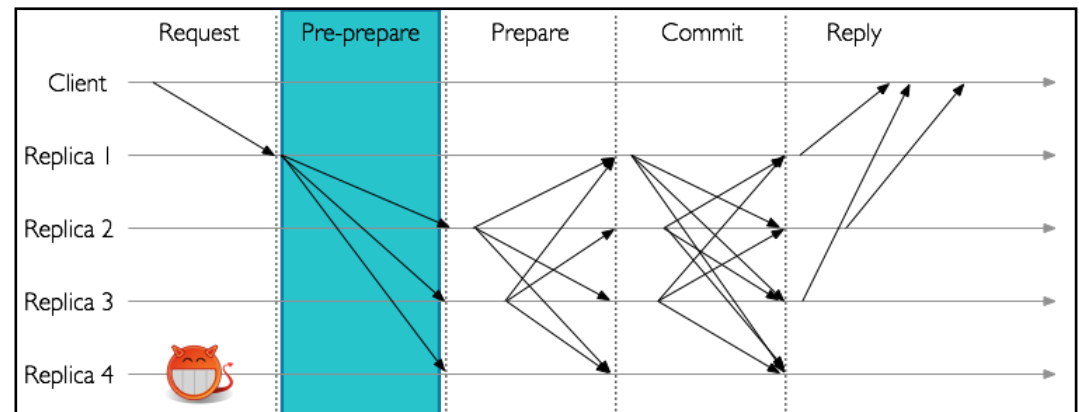 Request Pre-prepare Prepare Commit Reply
Client
Replica 1
Replica 2
Replica 3
Replica 4